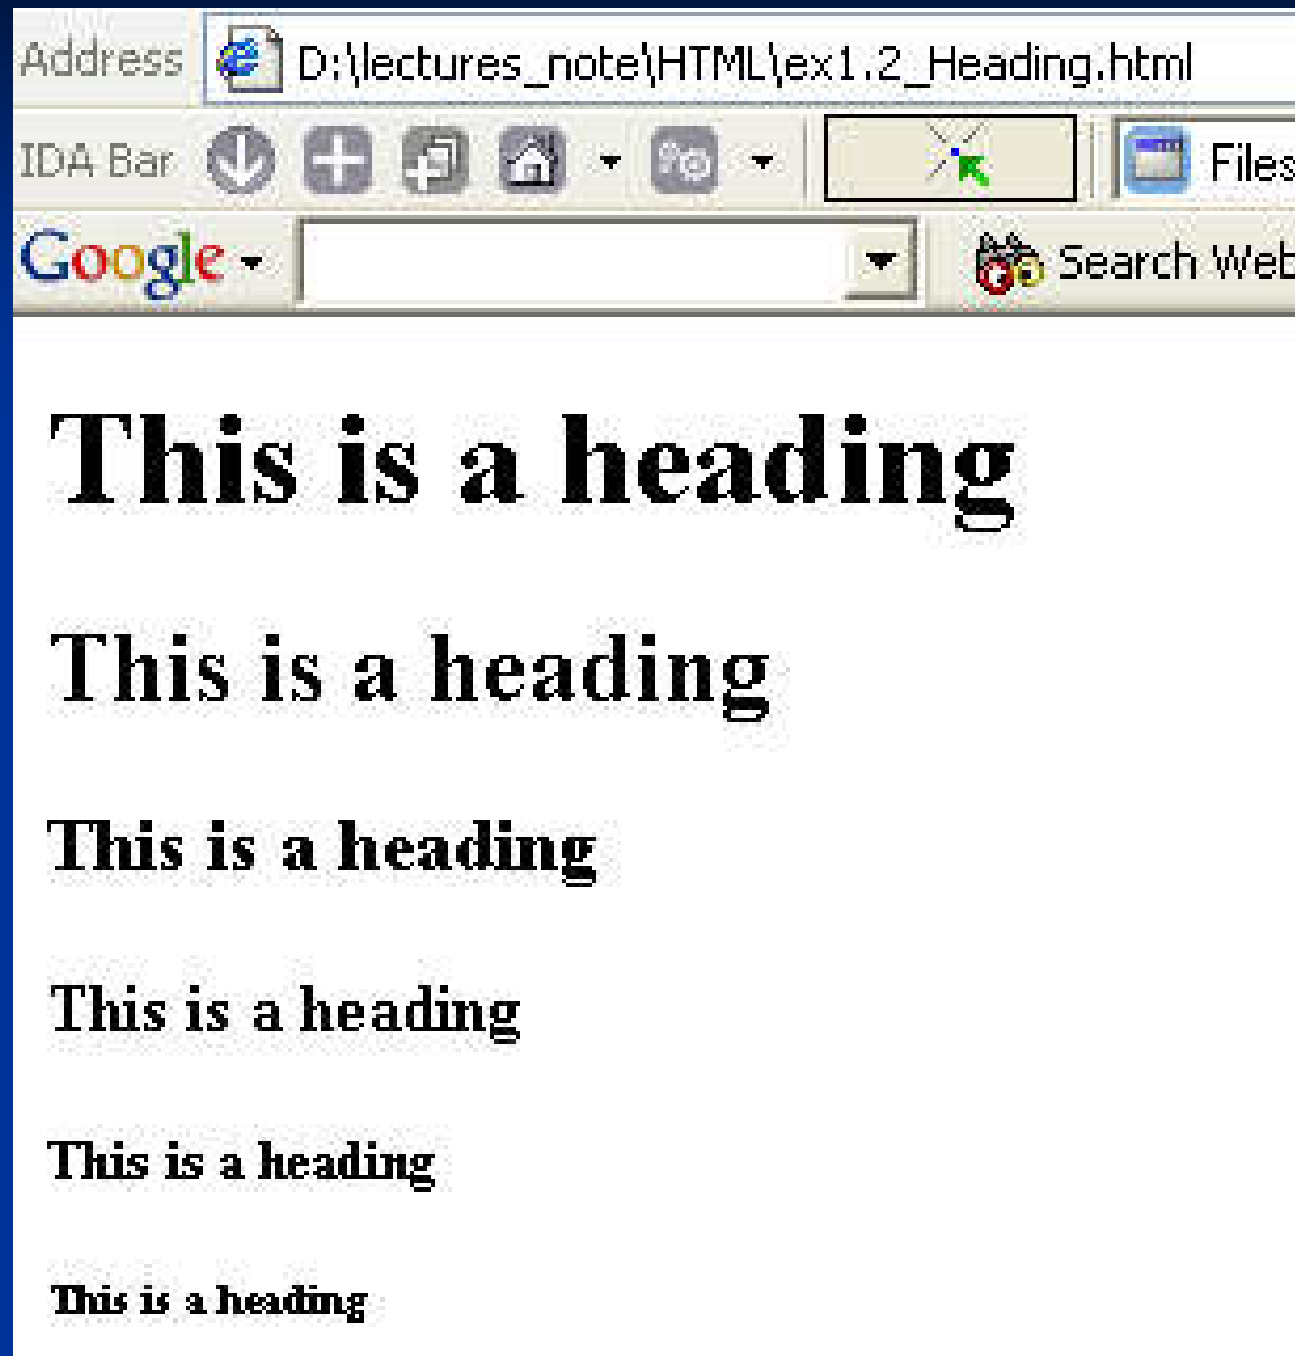 Address D:\lectures_note\HTML\ex1.2_Heading.html
IDA Bar Files
Google Search Web
This is a heading
This is a heading
This is a heading
This is a heading
This is a heading
This is a heading